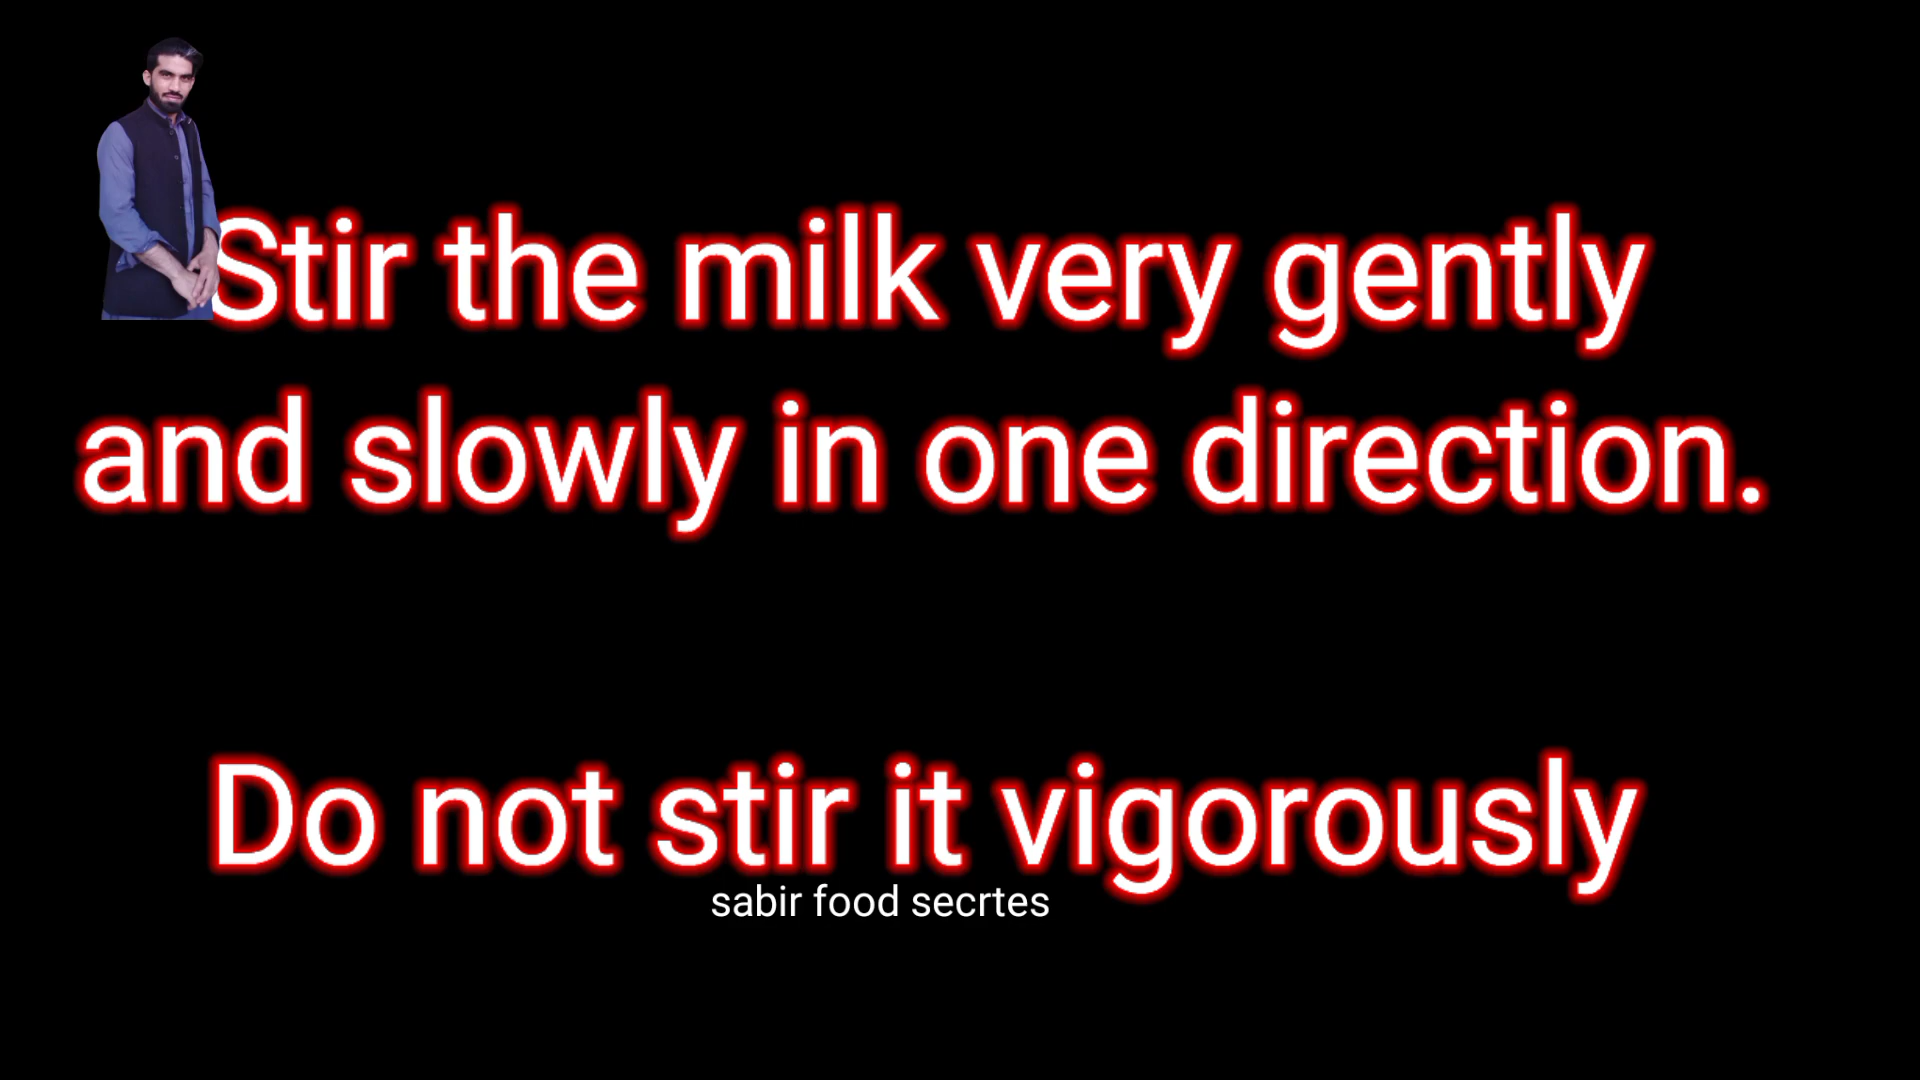 Stir the milk very gently
and slowly in one direction.
Do not stir it vigorously
sabir food secrtes